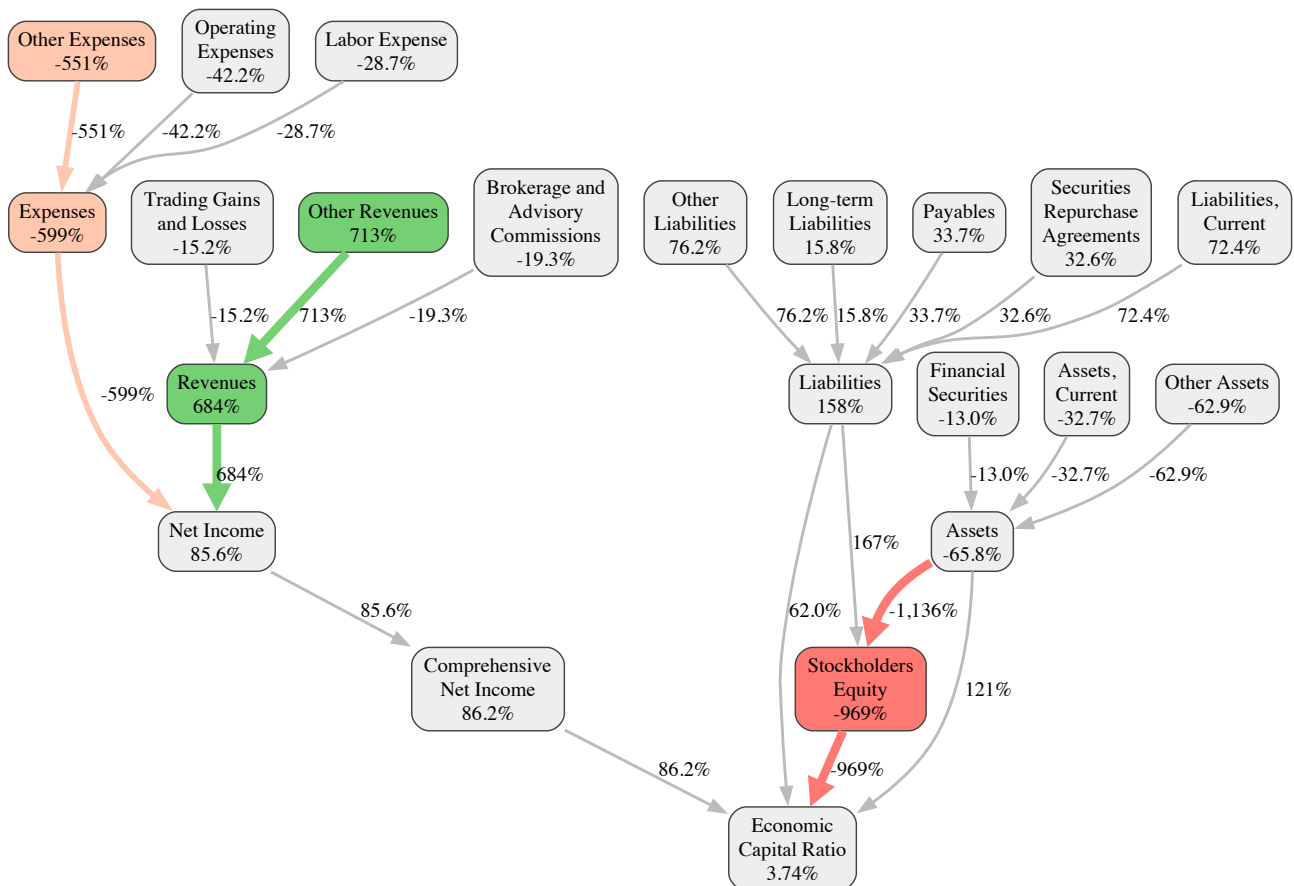 Other Expenses
-551%
Operating
Expenses
-42.2%
Labor Expense
-28.7%
-551%
-42.2%
-28.7%
Expenses
-599%
Trading Gains
and Losses
-15.2%
Other Revenues
713%
Brokerage and
Advisory
Commissions
-19.3%
Other
Liabilities
76.2%
Long-term
Liabilities
15.8%
Payables
33.7%
Securities
Repurchase
Agreements
32.6%
Liabilities,
Current
72.4%
-15.2%
713%
-19.3%
76.2%
15.8%
33.7%
32.6%
72.4%
-599%
Revenues
684%
Liabilities
158%
Financial
Securities
-13.0%
Assets,
Current
-32.7%
Other Assets
-62.9%
684%
-13.0%
-32.7%
-62.9%
Net Income
85.6%
Assets
-65.8%
167%
85.6%
62.0%
-1,136%
Comprehensive
Net Income
86.2%
Stockholders
Equity
-969%
121%
86.2%
-969%
Economic
Capital Ratio
3.74%